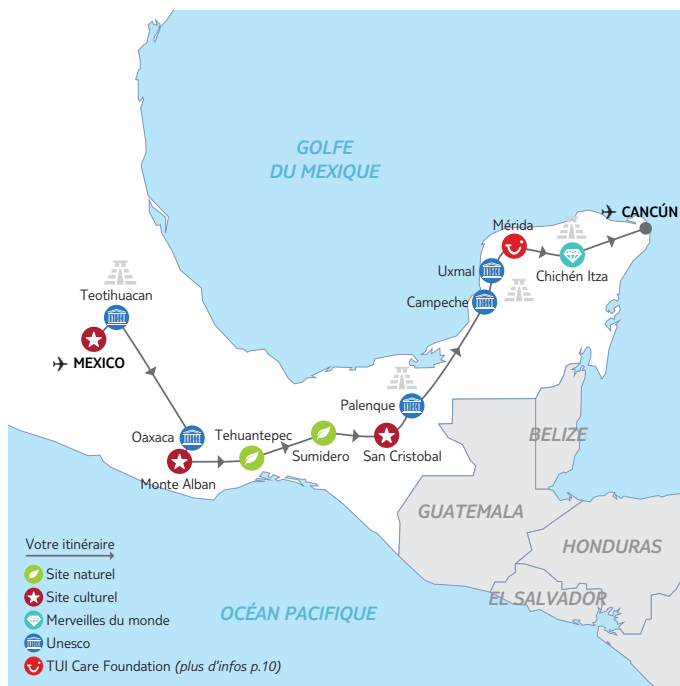 GOLFE
DU MEXIQUE
CANCÚN
Mérida
Uxmal
Chichén Itza
Campeche
Teotihuacan
MEXICO
Palenque
Oaxaca
Tehuantepec
Monte Alban
Sumidero
San Cristobal
BELIZE
GUATEMALA
HONDURAS
EL SALVADOR
OCÉAN PACIFIQUE
Votre itinéraire
Site naturel
Site culturel
Merveilles du monde
Unesco
TUI Care Foundation (plus d'infos p.10)